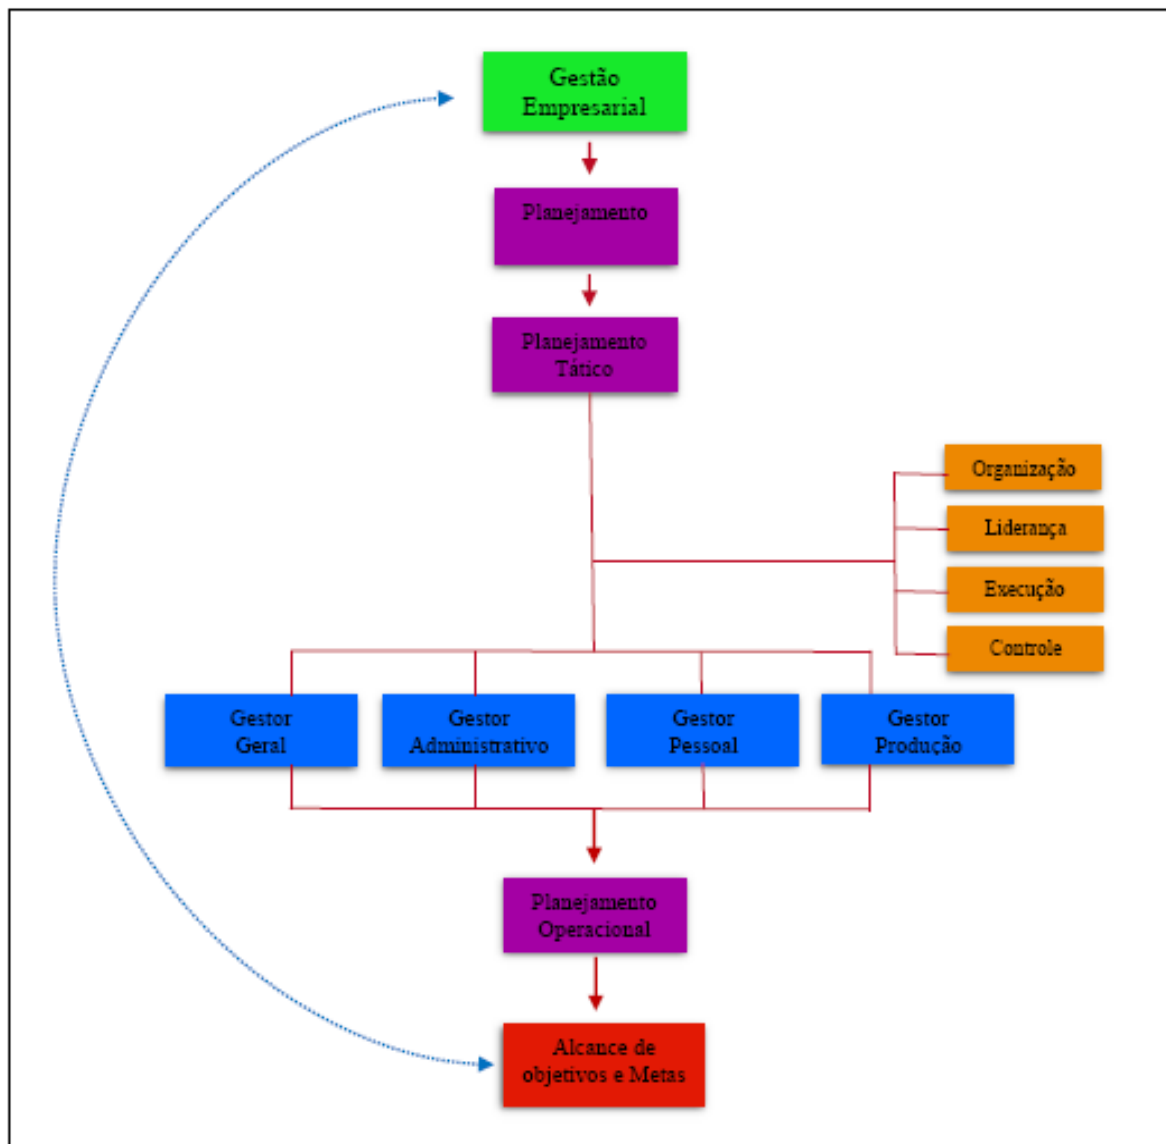 Gestão
Empresarial
Planejamento
Planejamento
Tático
Organização
Liderança
Execução
Controle
Gestor
Geral
Gestor
Administrativo
Gestor
Pessoal
Gestor
Produção
Planejamento
Operacional
Alcance de
objetivos e Metas